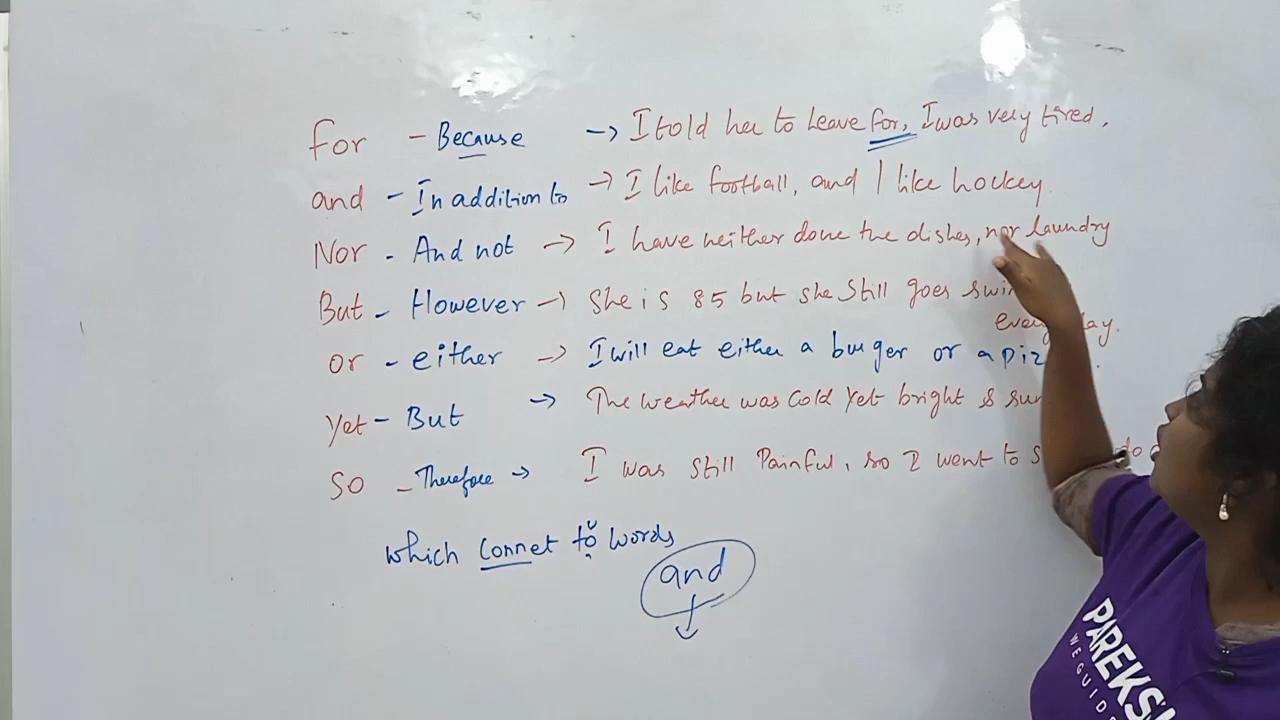 For - Because -> I told her to leave for, I was very tired.
and - In addition to -> I like football, and I like hockey.
Nor - And not -> I have neither done the dishes, nor laundry
But - However -> She is 85 but she still goes
every day.
or - either -> I will eat either a burger or a
Yet - But -> The weather was cold yet bright &
So - Therefore -> I was still Painful, so I went to
which connet to words
and
PAREKSH
WE GUIDE